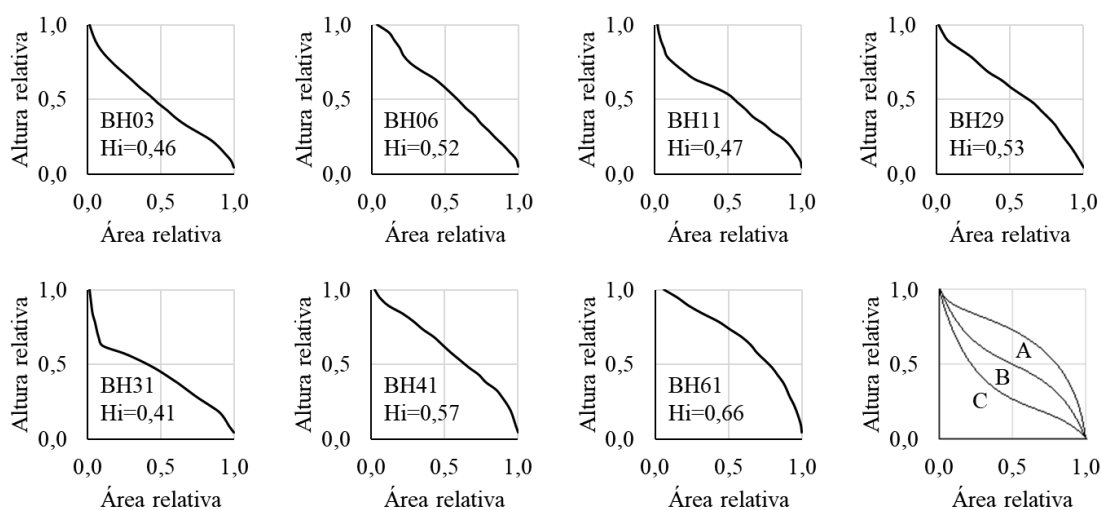 Altura relativa
1,0
0,5
0,0
BH03
Hi=0,46
0,0 0,5 1,0
Área relativa
Altura relativa
1,0
0,5
0,0
BH06
Hi=0,52
0,0 0,5 1,0
Área relativa
Altura relativa
1,0
0,5
0,0
BH11
Hi=0,47
0,0 0,5 1,0
Área relativa
Altura relativa
1,0
0,5
0,0
BH29
Hi=0,53
0,0 0,5 1,0
Área relativa
Altura relativa
1,0
0,5
0,0
BH31
Hi=0,41
0,0 0,5 1,0
Área relativa
Altura relativa
1,0
0,5
0,0
BH41
Hi=0,57
0,0 0,5 1,0
Área relativa
Altura relativa
1,0
0,5
0,0
BH61
Hi=0,66
0,0 0,5 1,0
Área relativa
Altura relativa
1,0
0,5
0,0
A
B
C
0,0 0,5 1,0
Área relativa